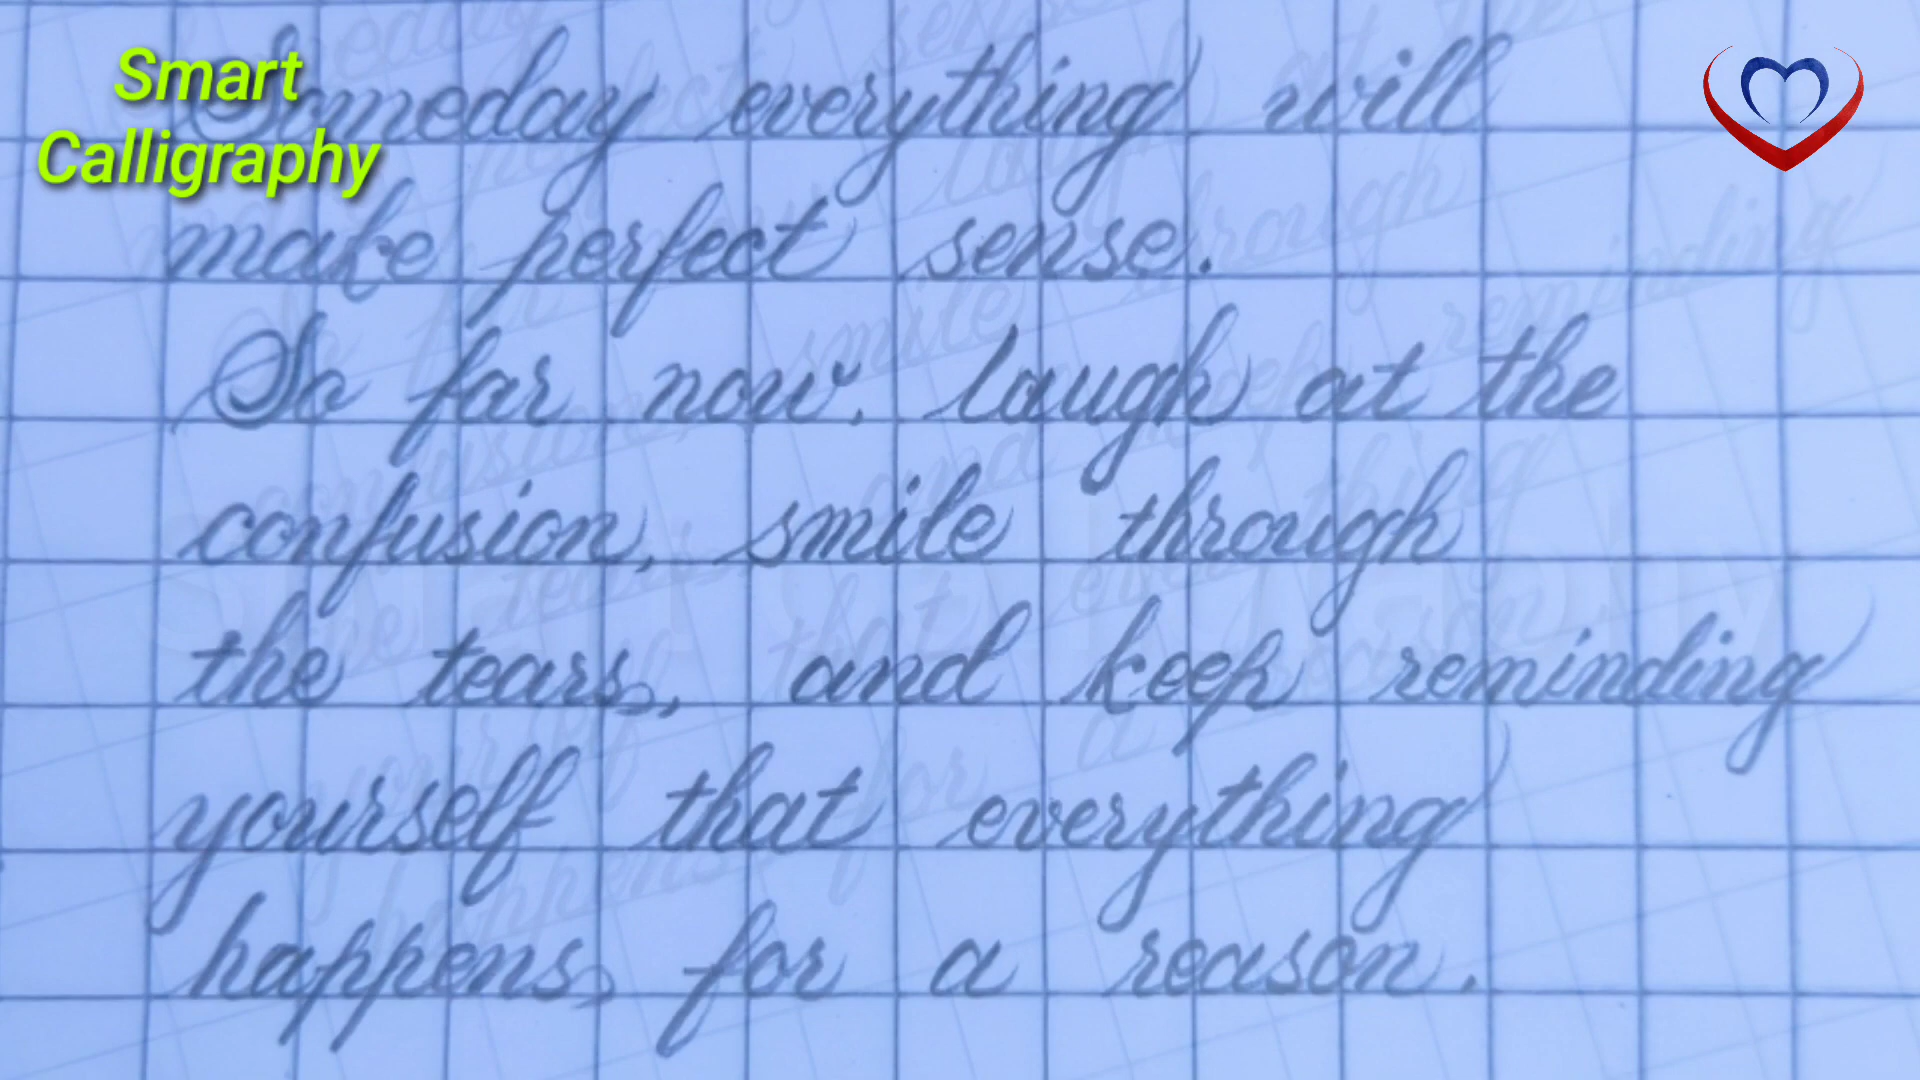 Smart
Calligraphy
Someday everything will
make perfect sense.
So far now, laugh at the
confusion, smile through
the tears, and keep reminding
yourself that everything
happens for a reason.